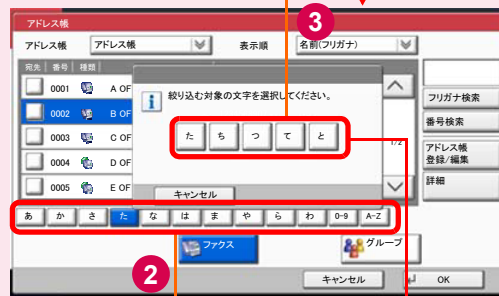 3
アドレス帳
アドレス帳 アドレス帳 表示順 名前(フリガナ)
宛先 番号 種類
0001 A OF
0002 B OF
0003 C OF
0004 D OF
0005 E OF
絞り込む対象の文字を選択してください。
た ち つ て と
キャンセル
1/2
フリガナ検索
番号検索
アドレス帳
登録/編集
詳細
あ か さ た な は ま や ら わ 0-9 A-Z
2
ファクス グループ
キャンセル OK